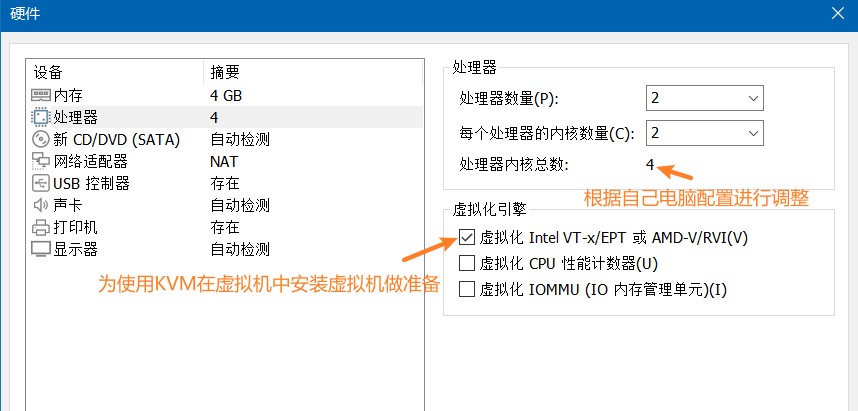 硬件
设备 摘要
内存 4 GB
处理器 4
新 CD/DVD (SATA) 自动检测
网络适配器 NAT
USB 控制器 存在
声卡 自动检测
打印机 存在
显示器 自动检测
处理器
处理器数量(P): 2
每个处理器的内核数量(C): 2
处理器内核总数: 4
根据自己电脑配置进行调整
虚拟化引擎
虚拟化 Intel VT-x/EPT 或 AMD-V/RVI(V)
虚拟化 CPU 性能计数器(U)
虚拟化 IOMMU (IO 内存管理单元)(I)
为使用KVM在虚拟机中安装虚拟机做准备